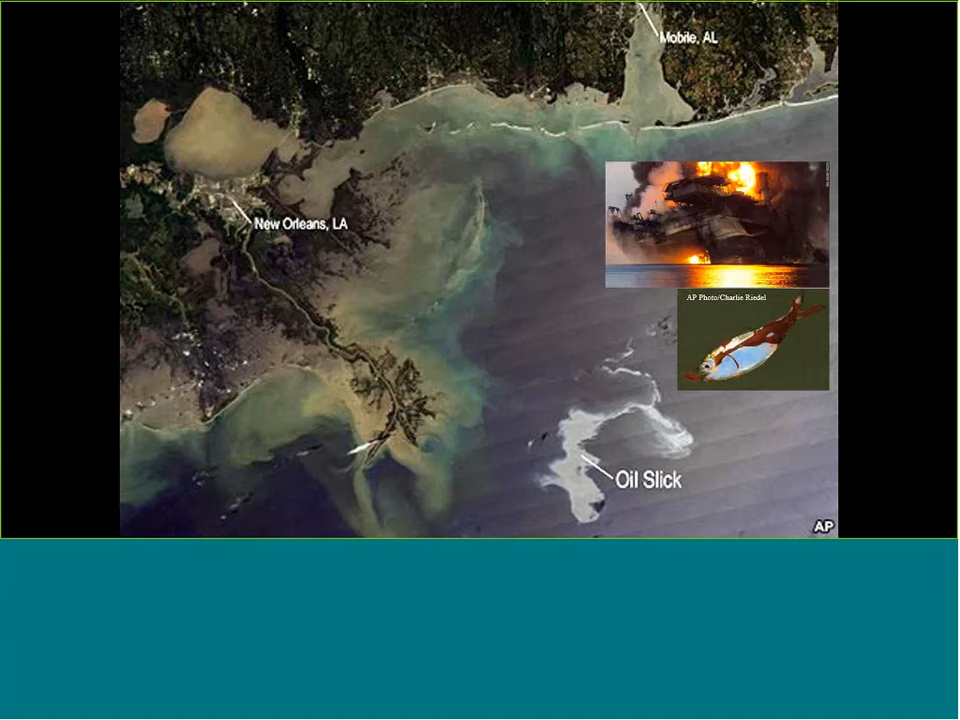 Mobile, AL
New Orleans, LA
AP Photo/Charlie Riedel
Oil Slick
AP